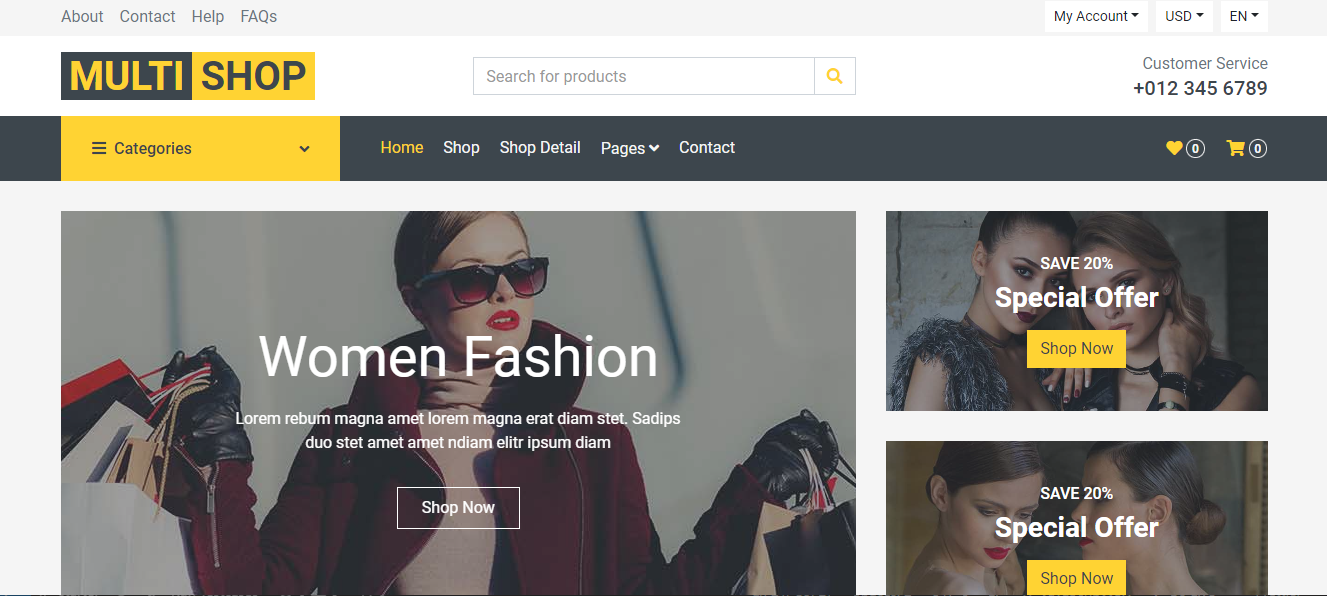 About Contact Help FAQs My Account USD EN
MULTI SHOP
Search for products
Customer Service
+012 345 6789
Categories Home Shop Shop Detail Pages Contact 0 0
Women Fashion
Lorem rebum magna amet lorem magna erat diam stet. Sadips
duo stet amet amet ndiam elitr ipsum diam
Shop Now
SAVE 20%
Special Offer
Shop Now
SAVE 20%
Special Offer
Shop Now